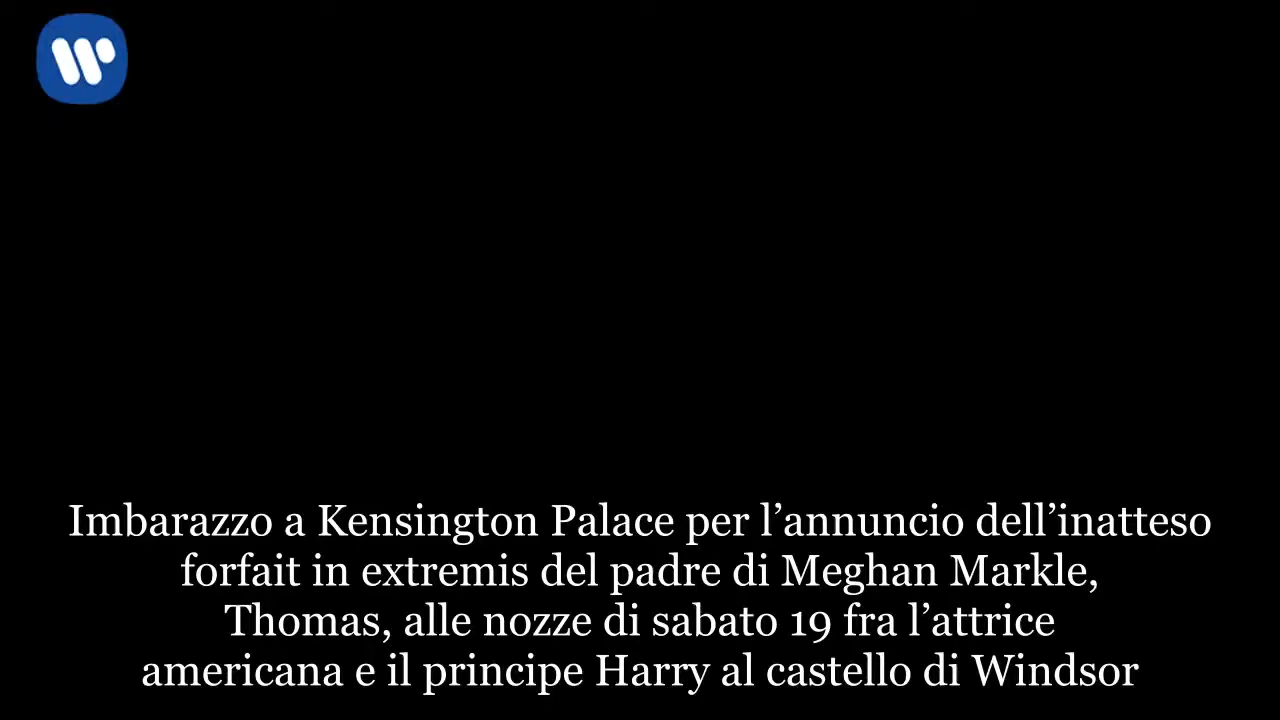 Imbarazzo a Kensington Palace per l’annuncio dell’inatteso
forfait in extremis del padre di Meghan Markle,
Thomas, alle nozze di sabato 19 fra l’attrice
americana e il principe Harry al castello di Windsor